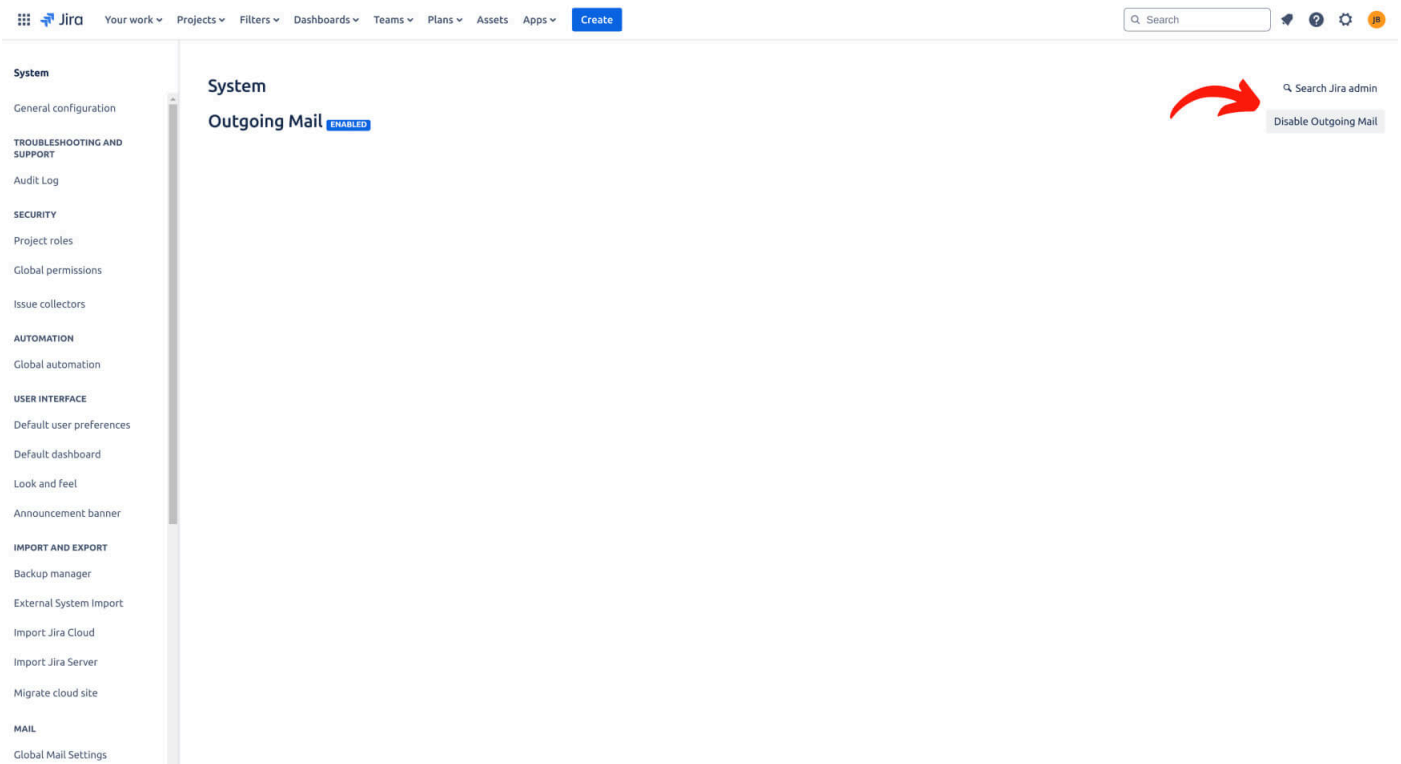 Jira
Your work
Projects
Filters
Dashboards
Teams
Plans
Assets
Apps
Create
Search
JB
System
General configuration
TROUBLESHOOTING AND
SUPPORT
Audit Log
SECURITY
Project roles
Global permissions
Issue collectors
AUTOMATION
Global automation
USER INTERFACE
Default user preferences
Default dashboard
Look and feel
Announcement banner
IMPORT AND EXPORT
Backup manager
External System Import
Import Jira Cloud
Import Jira Server
Migrate cloud site
MAIL
Global Mail Settings
System
Search Jira admin
Outgoing Mail ENABLED
Disable Outgoing Mail